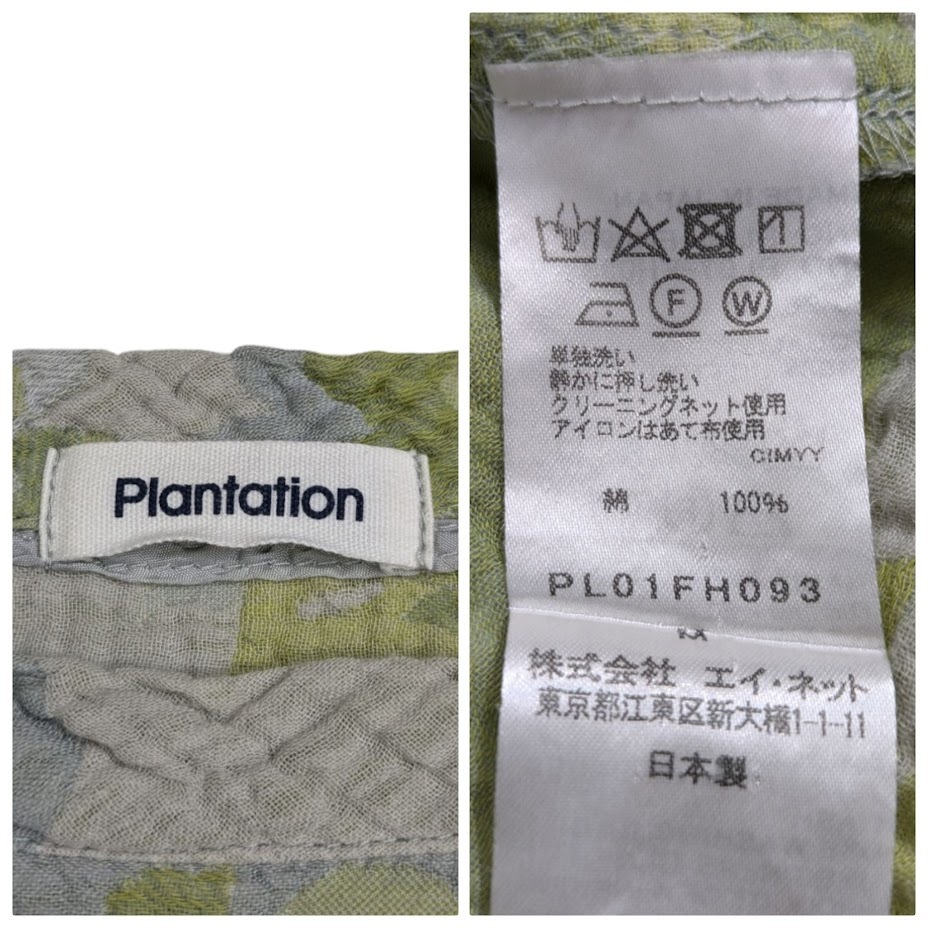 Plantation
MADE IN JAPAN
F W
単独洗い
静かに押し洗い
クリーニングネット使用
アイロンはあて布使用
CIMYY
綿 100%
PL01FH093
株式会社 エイ・ネット
東京都江東区新大橋1-1-11
日本製